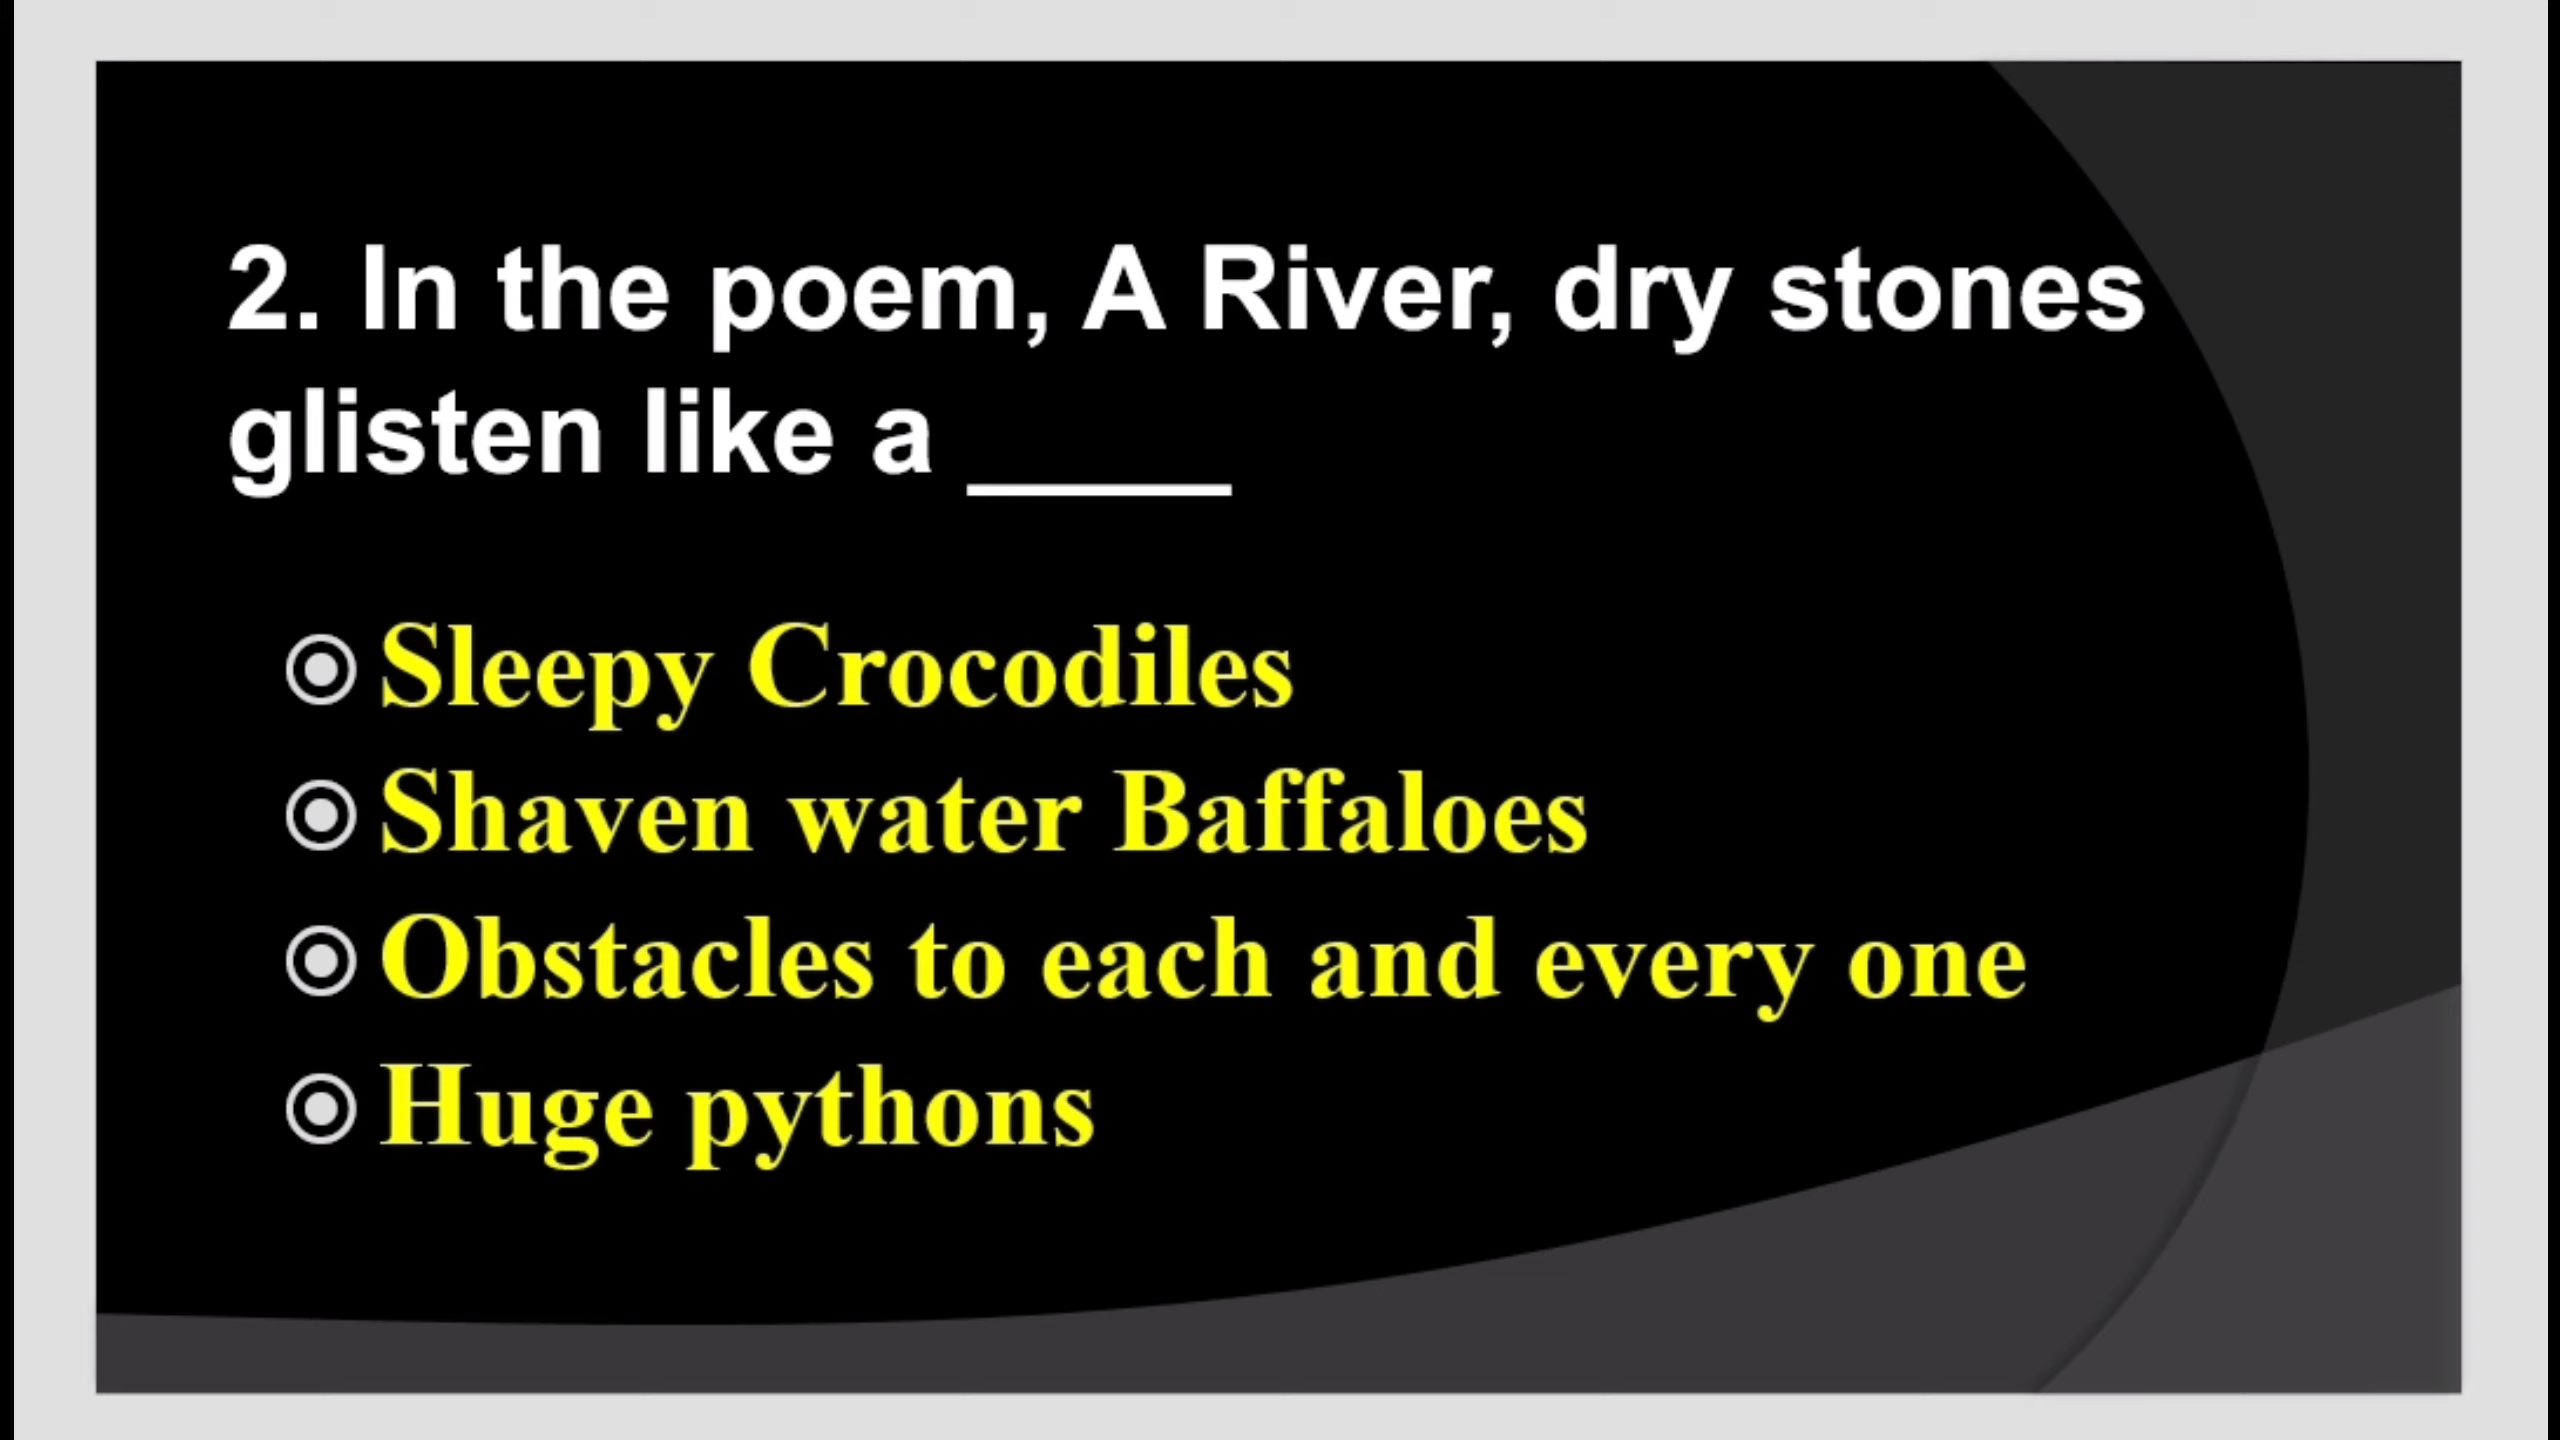 2. In the poem, A River, dry stones
glisten like a _____
Sleepy Crocodiles
Shaven water Baffaloes
Obstacles to each and every one
Huge pythons